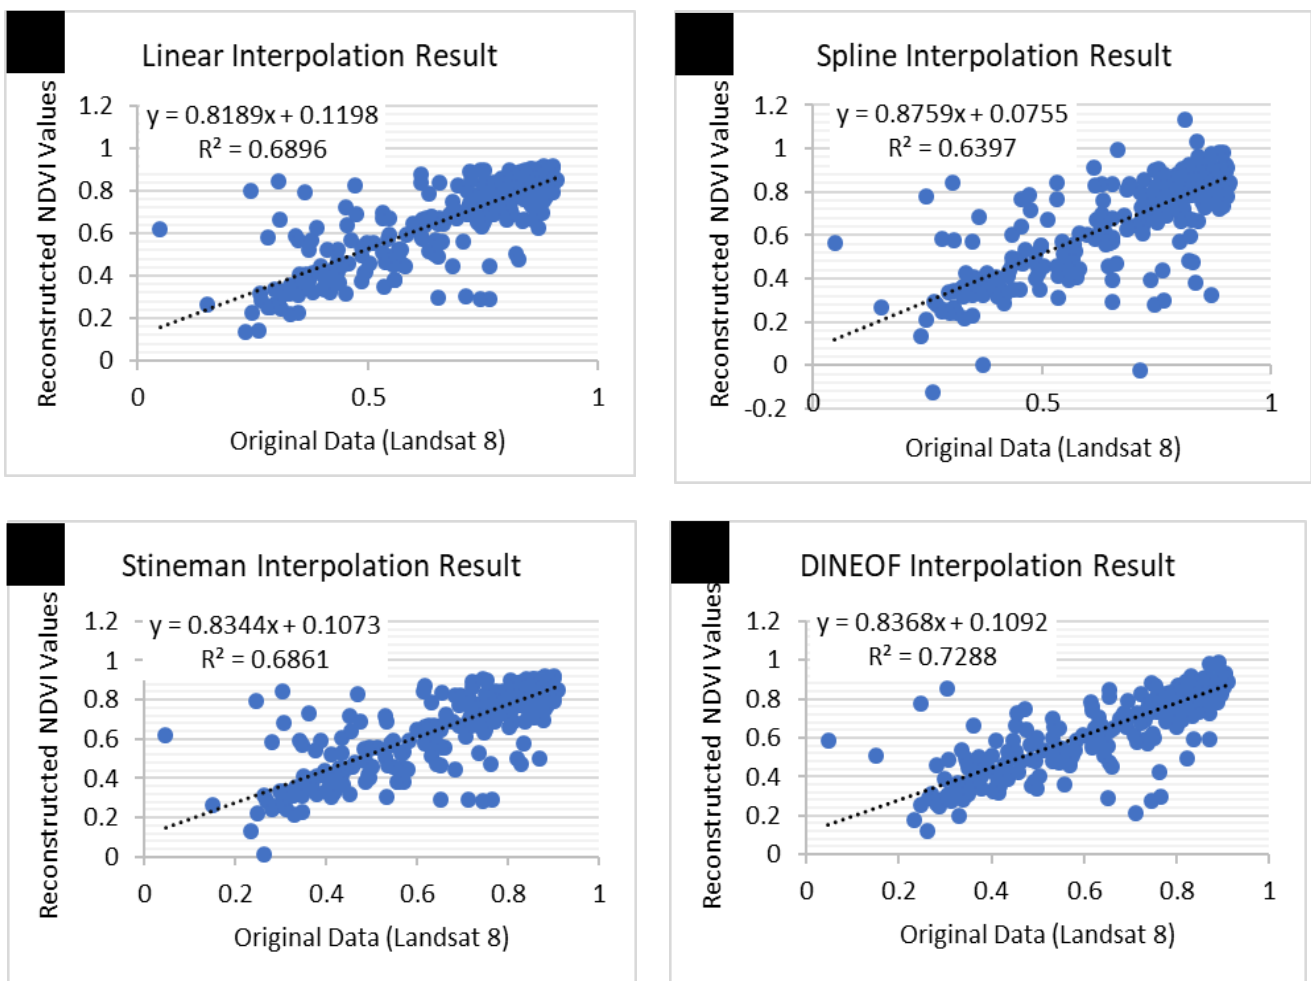 Linear Interpolation Result
y = 0.8189x + 0.1198
R² = 0.6896
Reconstrutcted NDVI Values
1.2
1
0.8
0.6
0.4
0.2
0
0 0.5 1
Original Data (Landsat 8)
Spline Interpolation Result
y = 0.8759x + 0.0755
R² = 0.6397
Reconstrutcted NDVI Values
1.2
1
0.8
0.6
0.4
0.2
0
-0.2
0 0.5 1
Original Data (Landsat 8)
Stineman Interpolation Result
y = 0.8344x + 0.1073
R² = 0.6861
Reconstrutcted NDVI Values
1.2
1
0.8
0.6
0.4
0.2
0
0 0.2 0.4 0.6 0.8 1
Original Data (Landsat 8)
DINEOF Interpolation Result
y = 0.8368x + 0.1092
R² = 0.7288
Reconstrutcted NDVI Values
1.2
1
0.8
0.6
0.4
0.2
0
0 0.2 0.4 0.6 0.8 1
Original Data (Landsat 8)